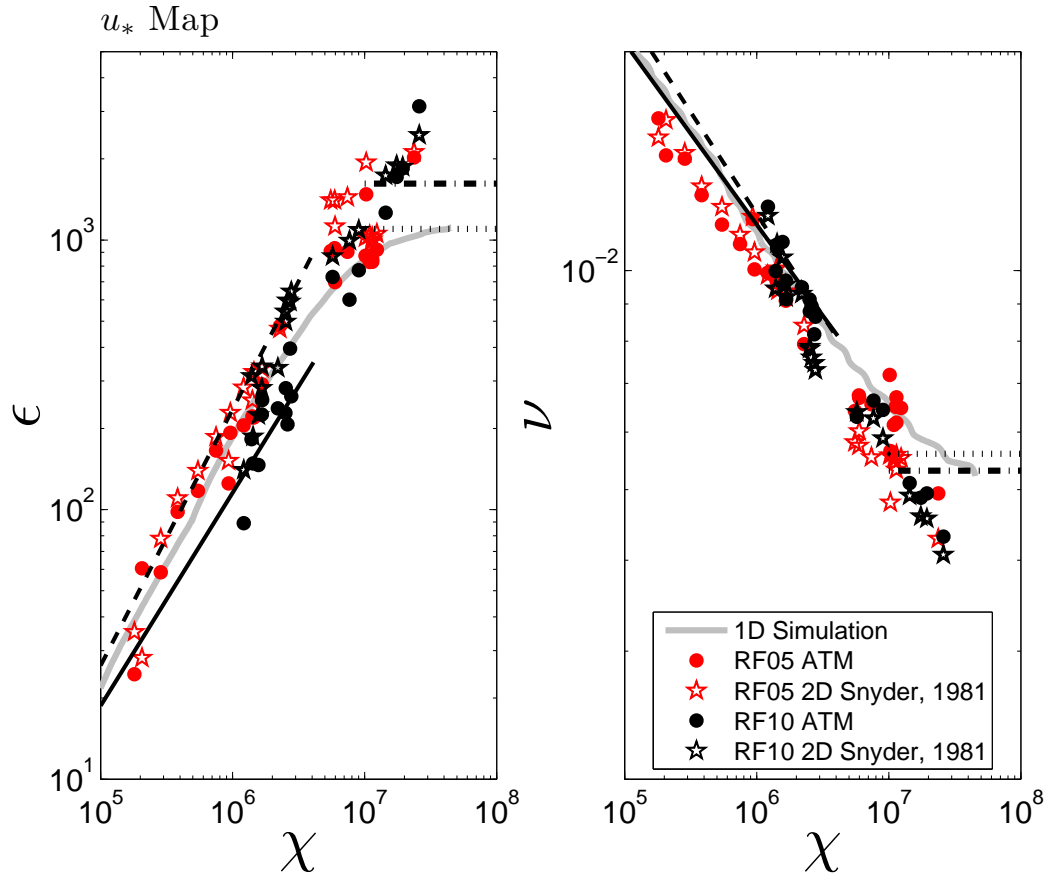 u* Map
ϵ
10^3
10^2
10^1
10^5 10^6 10^7 10^8
χ
ν
10^-2
10^5 10^6 10^7 10^8
χ
1D Simulation
RF05 ATM
RF05 2D Snyder, 1981
RF10 ATM
RF10 2D Snyder, 1981